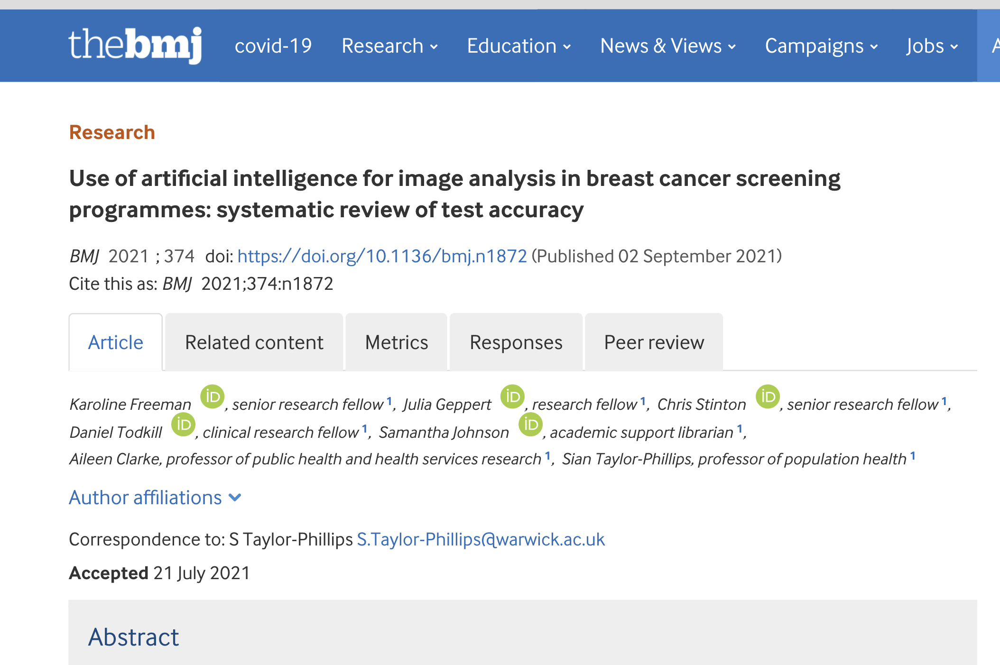 thebmj covid-19 Research Education News & Views Campaigns Jobs
Research
Use of artificial intelligence for image analysis in breast cancer screening
programmes: systematic review of test accuracy
BMJ 2021 ; 374 doi: https://doi.org/10.1136/bmj.n1872 (Published 02 September 2021)
Cite this as: BMJ 2021;374:n1872
Article Related content Metrics Responses Peer review
Karoline Freeman iD, senior research fellow 1, Julia Geppert iD, research fellow 1, Chris Stinton iD, senior research fellow 1,
Daniel Todkill iD, clinical research fellow 1, Samantha Johnson iD, academic support librarian 1,
Aileen Clarke, professor of public health and health services research 1, Sian Taylor-Phillips, professor of population health 1
Author affiliations
Correspondence to: S Taylor-Phillips S.Taylor-Phillips@warwick.ac.uk
Accepted 21 July 2021
Abstract